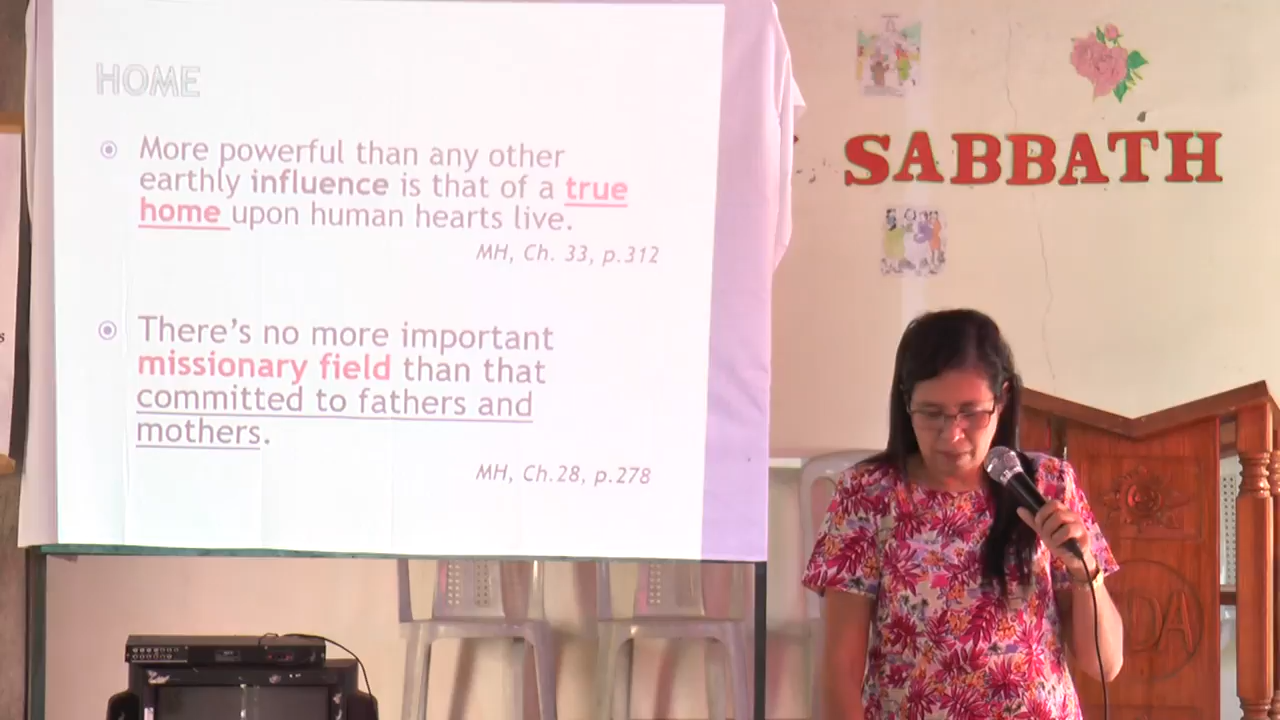 HOME
More powerful than any other
earthly influence is that of a true
home upon human hearts live.
MH, Ch. 33, p.312
There's no more important
missionary field than that
committed to fathers and
mothers.
MH, Ch.28, p.278
SABBATH
DA